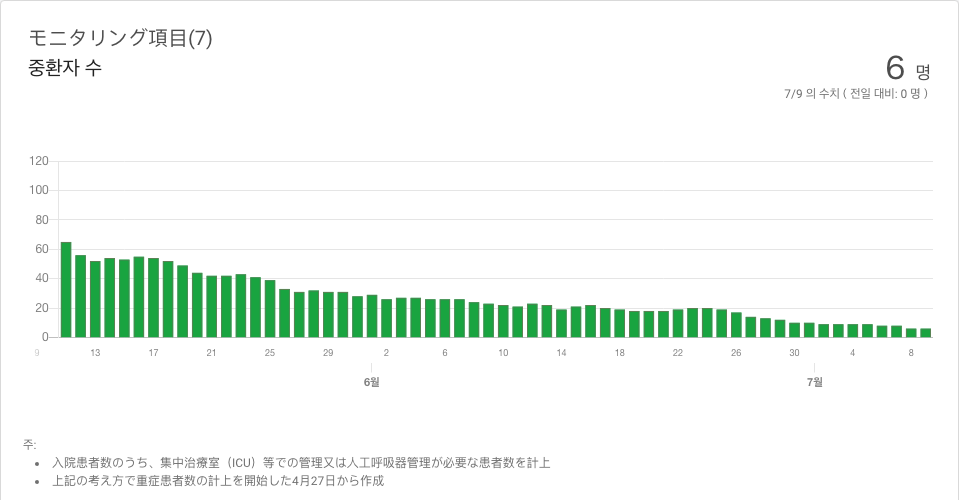 モニタリング項目(7)
중환자 수
6 명
7/9 의 수치 ( 전일 대비: 0 명 )
120
100
80
60
40
20
0
9 13 17 21 25 29 2 6 10 14 18 22 26 30 4 8
6월 7월
주:
• 入院患者数のうち、集中治療室（ICU）等での管理又は人工呼吸器管理が必要な患者数を計上
• 上記の考え方で重症患者数の計上を開始した4月27日から作成